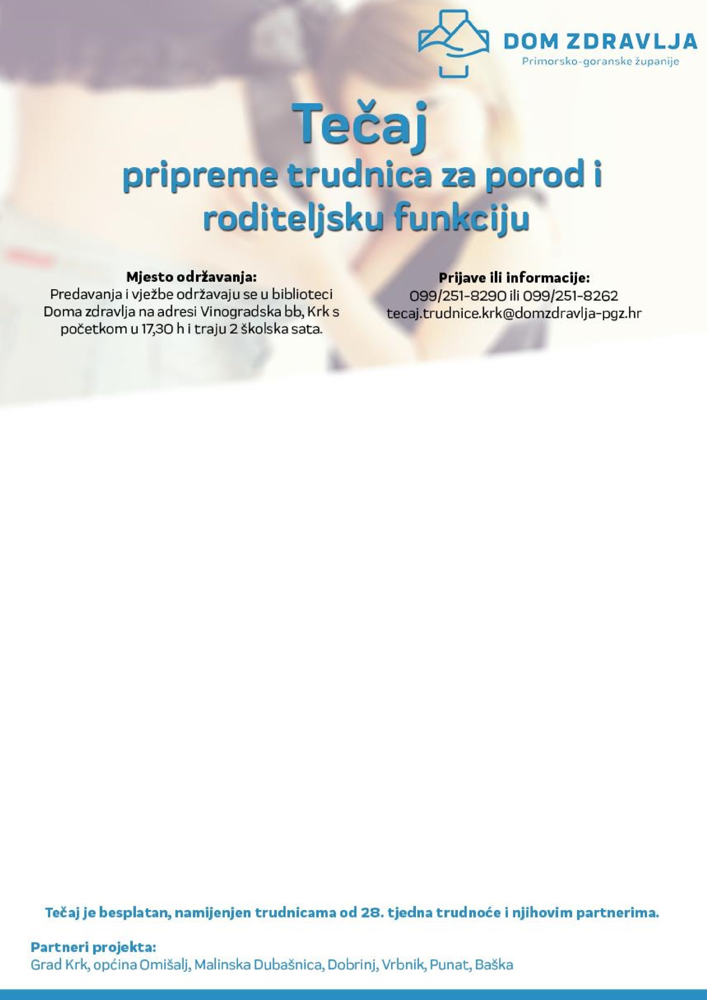 DOM ZDRAVLJA
Primorsko-goranske županije
Tečaj
pripreme trudnica za porod i
roditeljsku funkciju
Mjesto održavanja:
Predavanja i vježbe održavaju se u biblioteci
Doma zdravlja na adresi Vinogradska bb, Krk s
početkom u 17,30 h i traju 2 školska sata.
Prijave ili informacije:
099/251-8290 ili 099/251-8262
tecaj.trudnice.krk@domzdravlja-pgz.hr
Tečaj je besplatan, namijenjen trudnicama od 28. tjedna trudnoće i njihovim partnerima.
Partneri projekta:
Grad Krk, općina Omišalj, Malinska Dubašnica, Dobrinj, Vrbnik, Punat, Baška